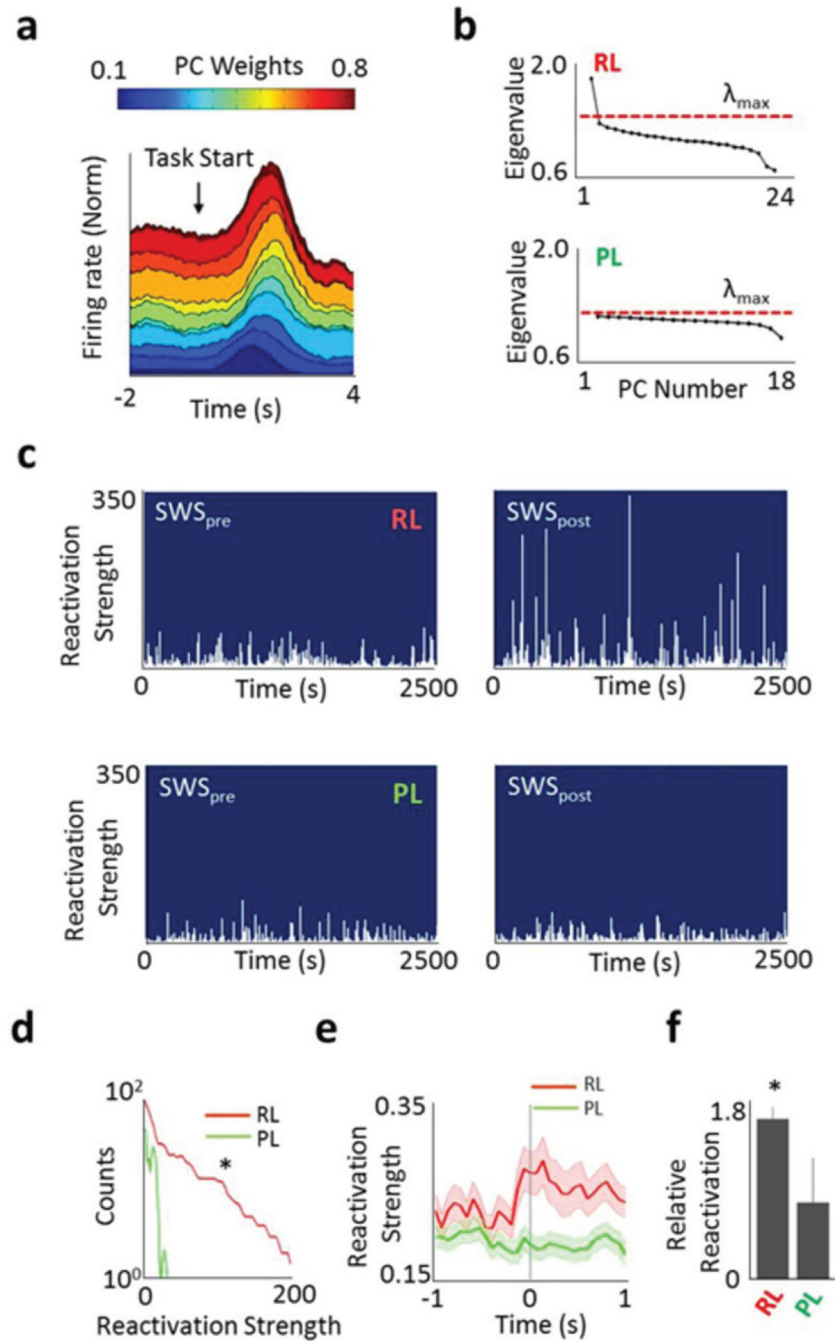 a
0.1 PC Weights 0.8
Task Start
Firing rate (Norm)
-2 4
Time (s)
b
RL
2.0
λmax
Eigenvalue
0.6
1 24
PL
2.0
λmax
Eigenvalue
0.6
1 PC Number 18
c
350
SWSpre RL
Reactivation
Strength
0 2500
Time (s)
SWSpost
0 2500
Time (s)
350
SWSpre PL
Reactivation
Strength
0 2500
Time (s)
SWSpost
0 2500
Time (s)
d
10²
RL
PL
*
Counts
10⁰
0 200
Reactivation Strength
e
RL
PL
0.35
Reactivation
Strength
0.15
-1 0 1
Time (s)
f
*
1.8
Relative
Reactivation
0
RL PL